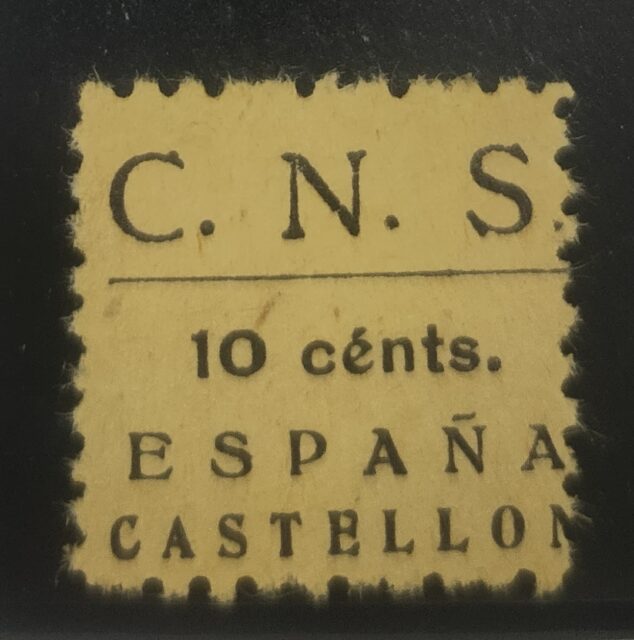 C. N. S.
10 cénts.
ESPAÑA
CASTELLON